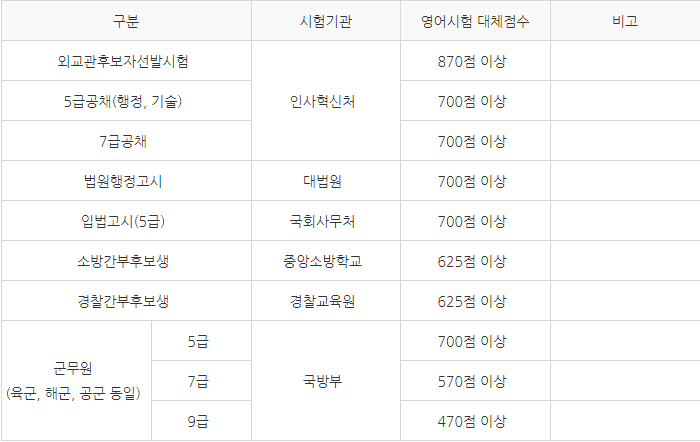 구분 시험기관 영어시험 대체점수 비고
외교관후보자선발시험 870점 이상
5급공채(행정, 기술) 인사혁신처 700점 이상
7급공채 700점 이상
법원행정고시 대법원 700점 이상
입법고시(5급) 국회사무처 700점 이상
소방간부후보생 중앙소방학교 625점 이상
경찰간부후보생 경찰교육원 625점 이상
군무원
(육군, 해군, 공군 동일)
5급 700점 이상
7급 국방부 570점 이상
9급 470점 이상